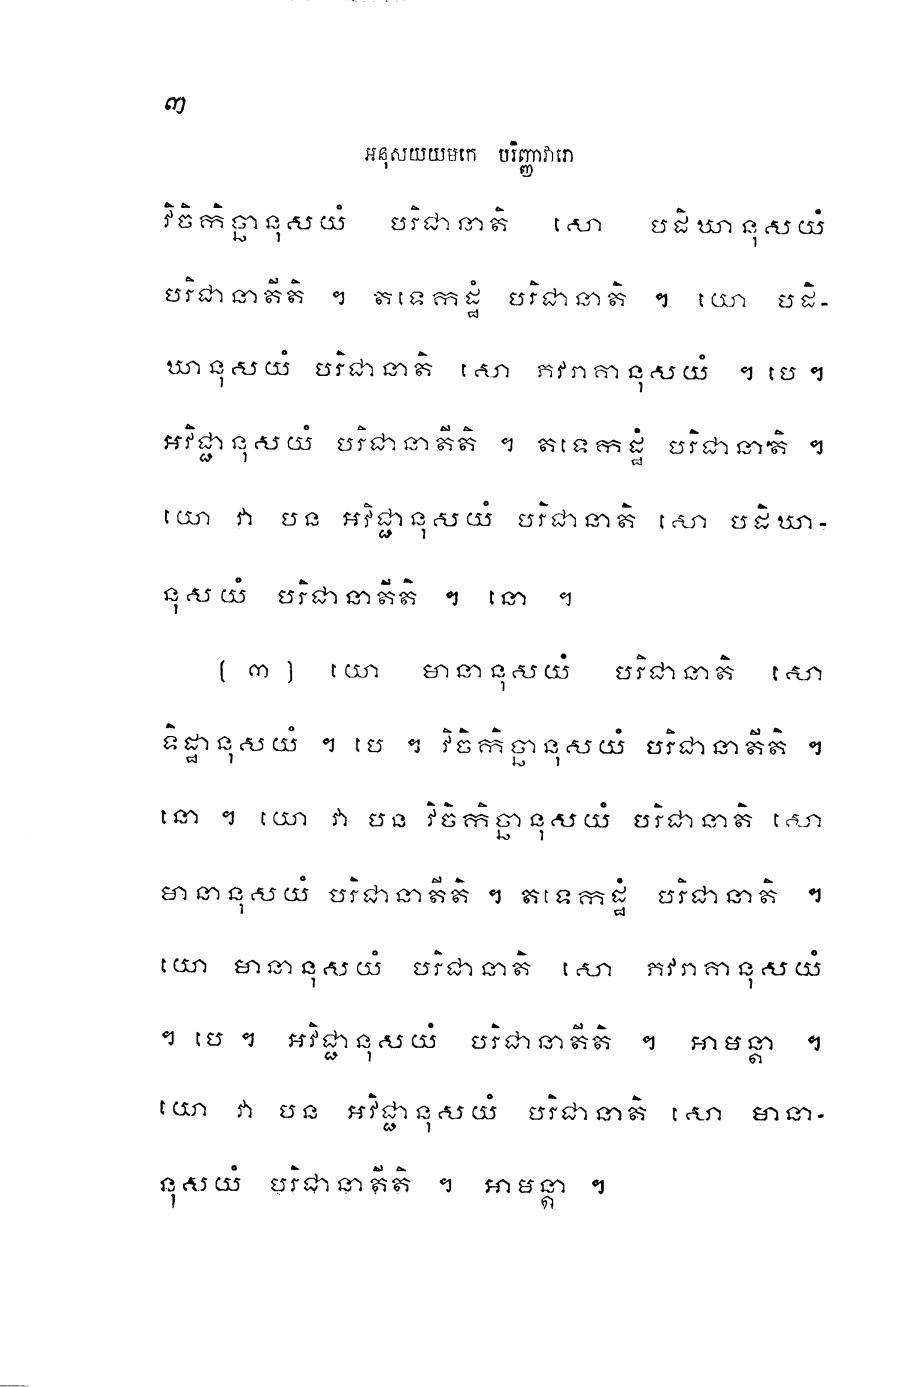 ៣
អនុសយយមកេ បរិញ្ញាវារោ
វិចិកិច្ឆានុសយំ បរិជានាតិ សោ បដិឃានុសយំ
បរិជានាតីតិ ។ តទេកដ្ឋំ បរិជានាតិ ។ យោ បដិ-
ឃានុសយំ បរិជានាតិ សោ ភវរាគានុសយំ ។ បេ ។
អវិជ្ជានុសយំ បរិជានាតីតិ ។ តទេកដ្ឋំ បរិជានាតិ ។
យោ វា បន អវិជ្ជានុសយំ បរិជានាតិ សោ បដិឃា-
នុសយំ បរិជានាតីតិ ។ នោ ។
[ ៣ ] យោ មានានុសយំ បរិជានាតិ សោ
ទិដ្ឋានុសយំ ។ បេ ។ វិចិកិច្ឆានុសយំ បរិជានាតីតិ ។
នោ ។ យោ វា បន វិចិកិច្ឆានុសយំ បរិជានាតិ សោ
មានានុសយំ បរិជានាតីតិ ។ តទេកដ្ឋំ បរិជានាតិ ។
យោ មានានុសយំ បរិជានាតិ សោ ភវរាគានុសយំ
។ បេ ។ អវិជ្ជានុសយំ បរិជានាតីតិ ។ អាមន្តា ។
យោ វា បន អវិជ្ជានុសយំ បរិជានាតិ សោ មានា-
នុសយំ បរិជានាតីតិ ។ អាមន្តា ។